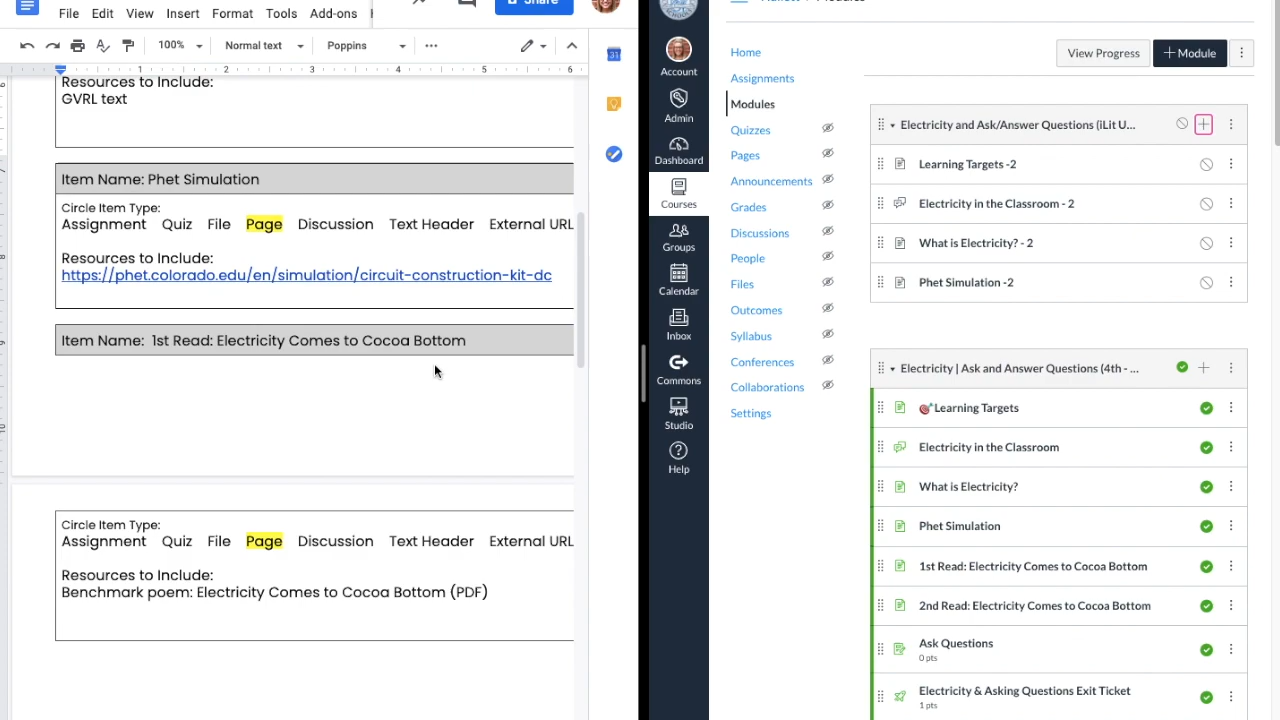 File Edit View Insert Format Tools Add-ons
Share
100% Normal text Poppins
1 2 3 4 5 6
Resources to Include:
GVRL text
Item Name: Phet Simulation
Circle Item Type:
Assignment Quiz File Page Discussion Text Header External URL
Resources to Include:
https://phet.colorado.edu/en/simulation/circuit-construction-kit-dc
Item Name: 1st Read: Electricity Comes to Cocoa Bottom
Circle Item Type:
Assignment Quiz File Page Discussion Text Header External URL
Resources to Include:
Benchmark poem: Electricity Comes to Cocoa Bottom (PDF)
31
Account
Admin
Dashboard
Courses
Groups
Calendar
Inbox
Commons
Studio
Help
Home
Assignments
Modules
Quizzes
Pages
Announcements
Grades
Discussions
People
Files
Outcomes
Syllabus
Conferences
Collaborations
Settings
View Progress + Module
Electricity and Ask/Answer Questions (iLit U...
Learning Targets -2
Electricity in the Classroom - 2
What is Electricity? - 2
Phet Simulation -2
Electricity | Ask and Answer Questions (4th - ...
🎯Learning Targets
Electricity in the Classroom
What is Electricity?
Phet Simulation
1st Read: Electricity Comes to Cocoa Bottom
2nd Read: Electricity Comes to Cocoa Bottom
Ask Questions
0 pts
Electricity & Asking Questions Exit Ticket
1 pts